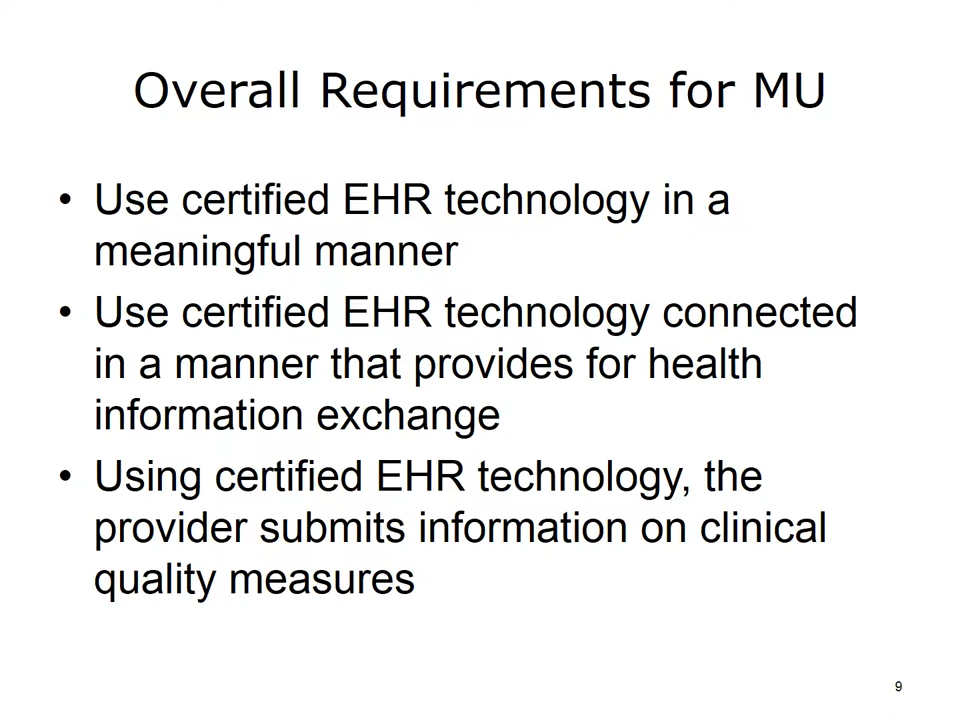 Overall Requirements for MU
• Use certified EHR technology in a
meaningful manner
• Use certified EHR technology connected
in a manner that provides for health
information exchange
• Using certified EHR technology, the
provider submits information on clinical
quality measures
9